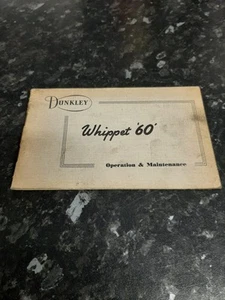 DUNKLEY
Whippet '60'
Operation & Maintenance